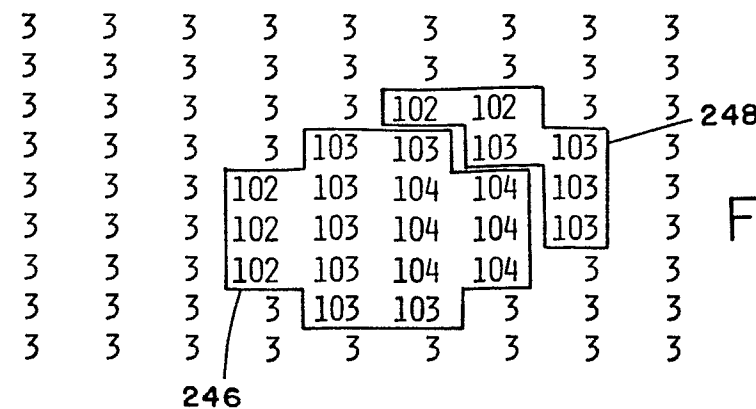 3 3 3 3 3 3 3 3 3
3 3 3 3 3 3 3 3 3
3 3 3 3 3 102 102 3 3
248
3 3 3 3 103 103 103 103 3
3 3 3 102 103 104 104 103 3
3 3 3 102 103 104 104 103 3
F
3 3 3 102 103 104 104 3 3
3 3 3 3 103 103 3 3 3
3 3 3 3 3 3 3 3 3
246